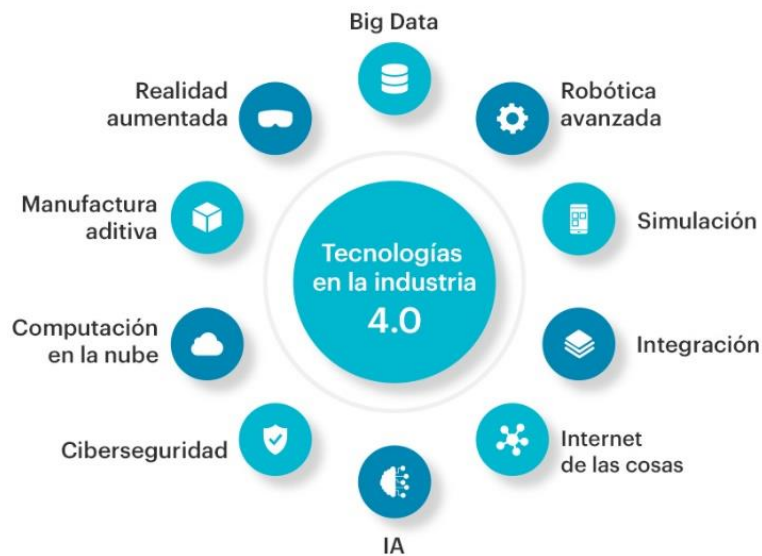 Big Data
Robótica
avanzada
Simulación
Integración
Internet
de las cosas
IA
Ciberseguridad
Computación
en la nube
Manufactura
aditiva
Realidad
aumentada
Tecnologías
en la industria
4.0